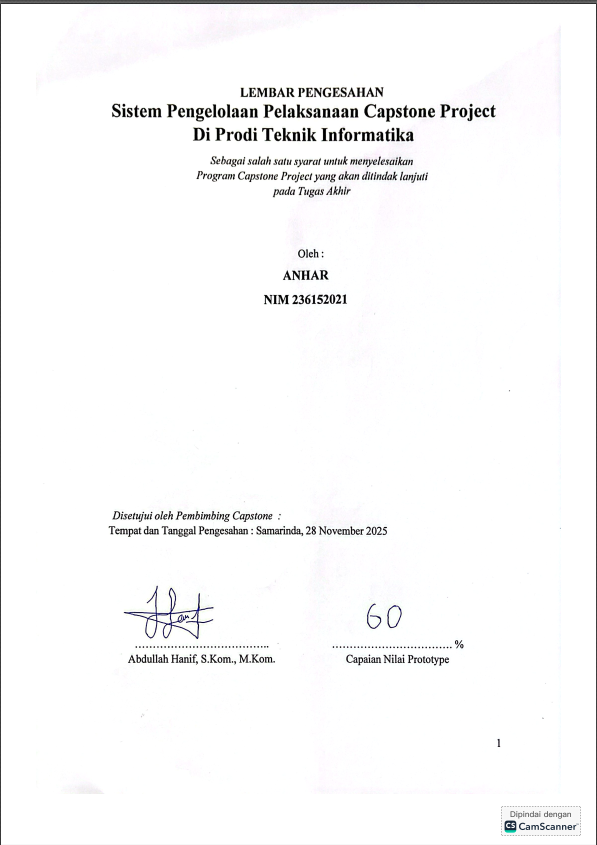 LEMBAR PENGESAHAN
Sistem Pengelolaan Pelaksanaan Capstone Project
Di Prodi Teknik Informatika
Sebagai salah satu syarat untuk menyelesaikan
Program Capstone Project yang akan ditindak lanjuti
pada Tugas Akhir
Oleh :
ANHAR
NIM 236152021
Disetujui oleh Pembimbing Capstone :
Tempat dan Tanggal Pengesahan : Samarinda, 28 November 2025
60
........................................ .................................... %
Abdullah Hanif, S.Kom., M.Kom. Capaian Nilai Prototype
1
Dipindai dengan
CS CamScanner